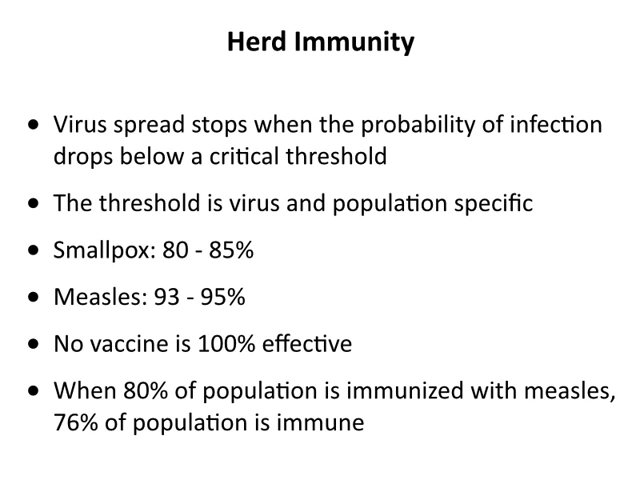 Herd Immunity
• Virus spread stops when the probability of infection
drops below a critical threshold
• The threshold is virus and population specific
• Smallpox: 80 - 85%
• Measles: 93 - 95%
• No vaccine is 100% effective
• When 80% of population is immunized with measles,
76% of population is immune